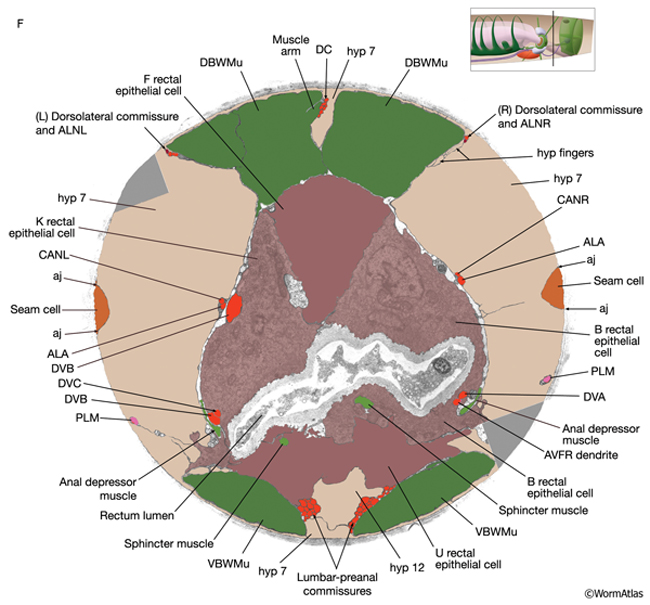 F
Muscle
arm
DC
hyp 7
DBWMu
DBWMu
F rectal
epithelial cell
(L) Dorsolateral commissure
and ALNL
(R) Dorsolateral commissure
and ALNR
hyp fingers
hyp 7
hyp 7
K rectal
epithelial cell
CANR
CANL
ALA
aj
aj
Seam cell
Seam cell
aj
aj
ALA
DVB
B rectal
epithelial
cell
DVC
PLM
DVB
DVA
PLM
Anal depressor
muscle
AVFR dendrite
Anal depressor
muscle
B rectal
epithelial cell
Rectum lumen
Sphincter muscle
Sphincter muscle
VBWMu
VBWMu
U rectal
epithelial cell
hyp 7
hyp 12
Lumbar-preanal
commissures
©WormAtlas